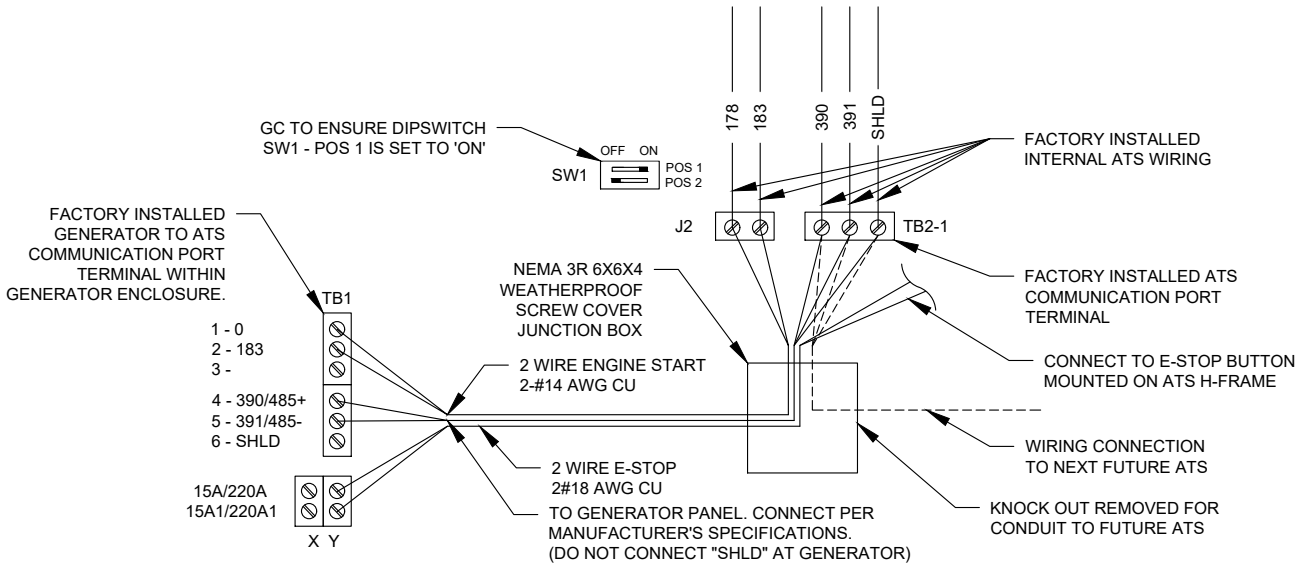 178
183
390
391
SHLD
GC TO ENSURE DIPSWITCH
SW1 - POS 1 IS SET TO 'ON'
OFF ON
SW1
POS 1
POS 2
FACTORY INSTALLED
INTERNAL ATS WIRING
J2
TB2-1
FACTORY INSTALLED
GENERATOR TO ATS
COMMUNICATION PORT
TERMINAL WITHIN
GENERATOR ENCLOSURE.
NEMA 3R 6X6X4
WEATHERPROOF
SCREW COVER
JUNCTION BOX
FACTORY INSTALLED ATS
COMMUNICATION PORT
TERMINAL
TB1
1 - 0
2 - 183
3 -
4 - 390/485+
5 - 391/485-
6 - SHLD
2 WIRE ENGINE START
2-#14 AWG CU
CONNECT TO E-STOP BUTTON
MOUNTED ON ATS H-FRAME
WIRING CONNECTION
TO NEXT FUTURE ATS
2 WIRE E-STOP
2#18 AWG CU
15A/220A
15A1/220A1
X Y
TO GENERATOR PANEL. CONNECT PER
MANUFACTURER'S SPECIFICATIONS.
(DO NOT CONNECT "SHLD" AT GENERATOR)
KNOCK OUT REMOVED FOR
CONDUIT TO FUTURE ATS